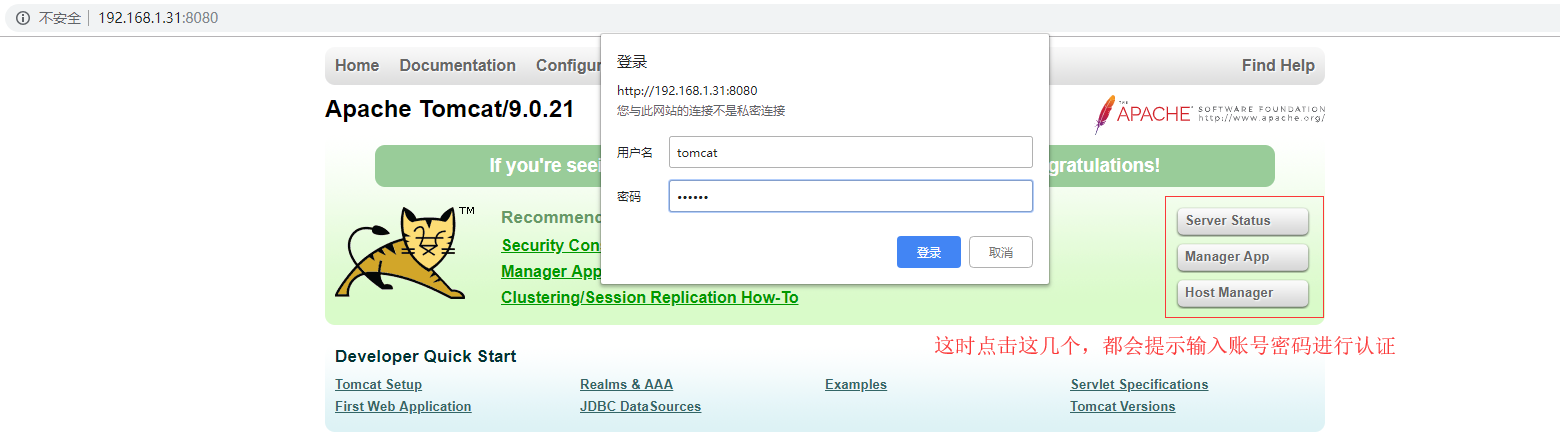 不安全 192.168.1.31:8080
Home Documentation Configur Find Help
登录
http://192.168.1.31:8080
您与此网站的连接不是私密连接
用户名 tomcat
密码 ••••••
登录 取消
Apache Tomcat/9.0.21
THE APACHE SOFTWARE FOUNDATION
http://www.apache.org/
If you're seei gratulations!
TM
Recommend
Security Con
Manager App
Clustering/Session Replication How-To
Server Status
Manager App
Host Manager
这时点击这几个，都会提示输入账号密码进行认证
Developer Quick Start
Tomcat Setup Realms & AAA Examples Servlet Specifications
First Web Application JDBC DataSources Tomcat Versions